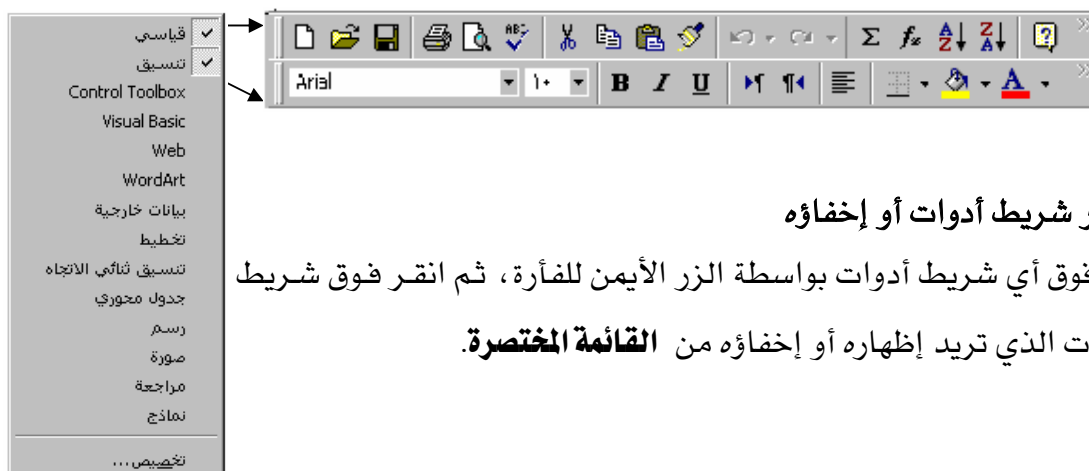 قياسي
تنسيق
Control Toolbox
Visual Basic
Web
WordArt
بيانات خارجية
تخطيط
تنسيق ثنائي الاتجاه
جدول محوري
رسم
صورة
مراجعة
نماذج
تخصيص...
Arial ١٠ B I U
شريط أدوات أو إخفاؤه
فوق أي شريط أدوات بواسطة الزر الأيمن للفأرة، ثم انقر فوق شريط
الذي تريد إظهاره أو إخفاؤه من القائمة المختصرة.